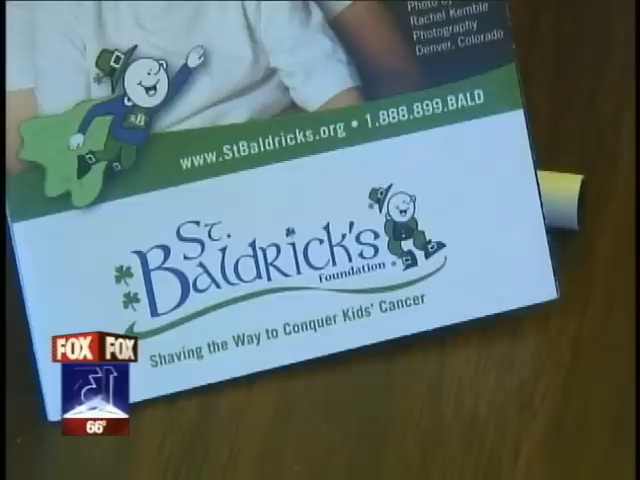 Photo by
Rachel Kemble
Photography
Denver, Colorado
www.StBaldricks.org • 1.888.899.BALD
SB
St.
Baldrick's
Foundation
Shaving the Way to Conquer Kids' Cancer
FOX FOX
66°